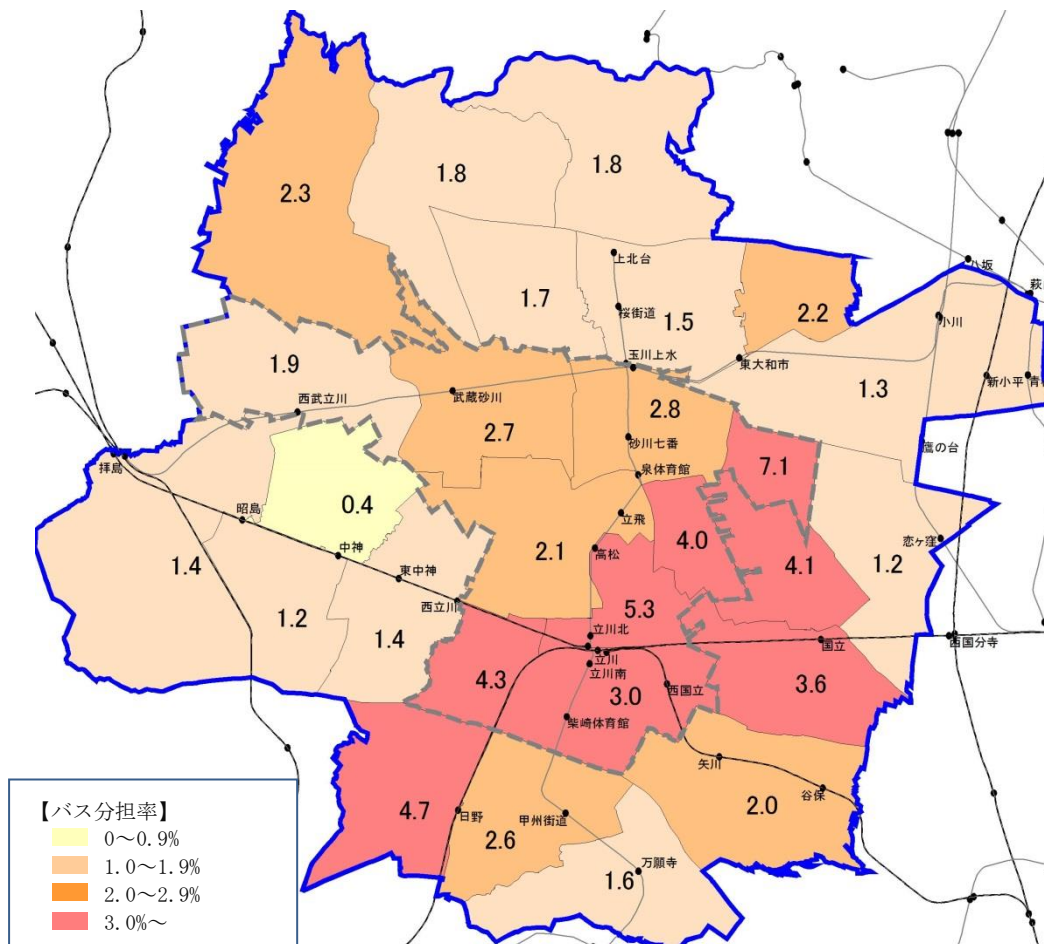 1.8
1.8
2.3
上北台
八坂
萩
桜街道
1.7
1.5
2.2
小川
玉川上水
東大和市
1.9
1.3
新小平
青
西武立川
武蔵砂川
2.8
2.7
砂川七番
鷹の台
拝島
泉体育館
7.1
0.4
昭島
立飛
4.0
恋ヶ窪
中神
2.1
高松
4.1
1.2
1.4
東中神
西立川
5.3
1.2
1.4
立川北
国立
西国分寺
立川
立川南
4.3
3.0
西国立
3.6
柴崎体育館
矢川
谷保
2.0
4.7
日野
甲州街道
2.6
万願寺
1.6
【バス分担率】
0~0.9%
1.0~1.9%
2.0~2.9%
3.0%~